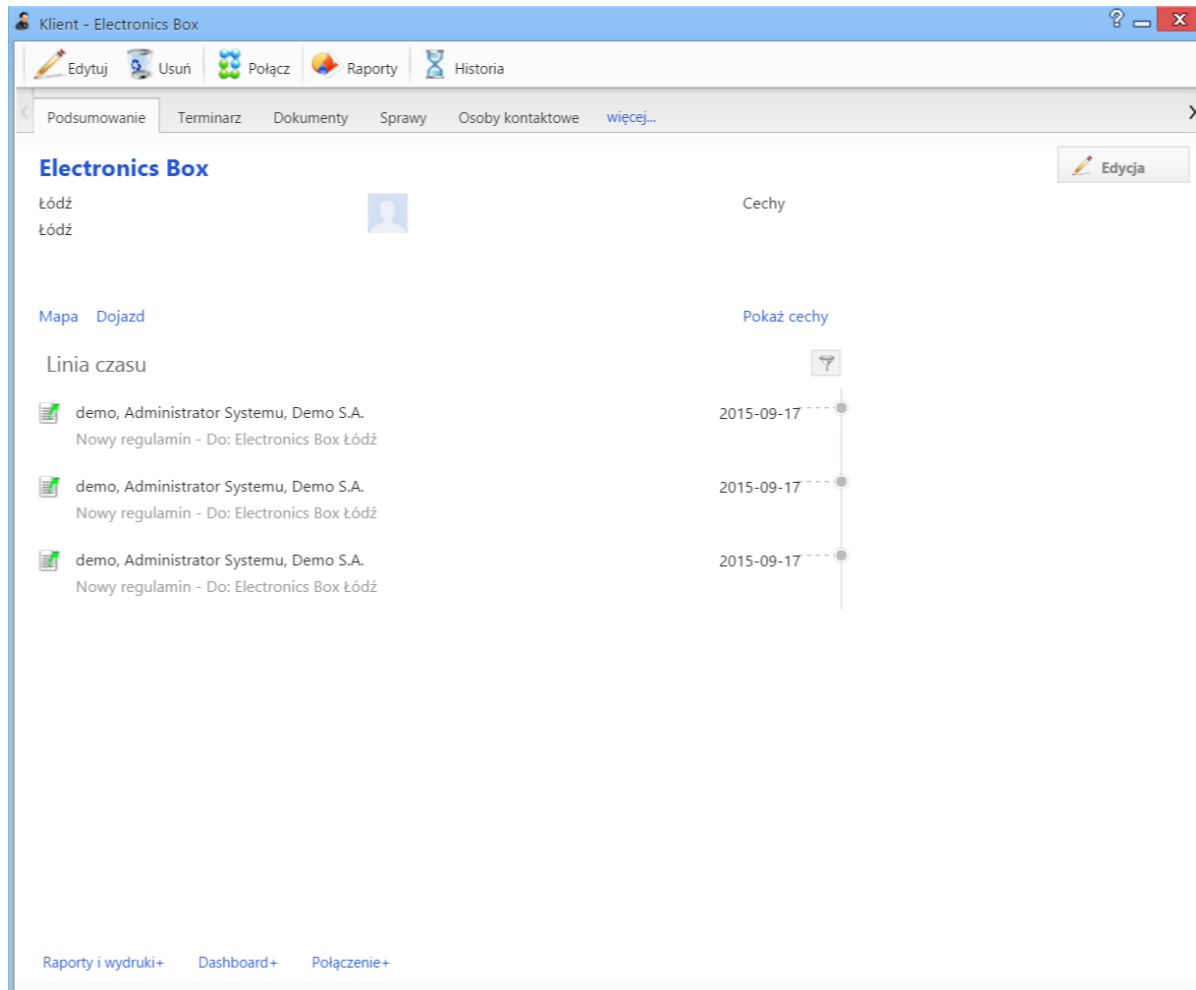 Klient - Electronics Box
Edytuj Usuń Połącz Raporty Historia
Podsumowanie Terminarz Dokumenty Sprawy Osoby kontaktowe więcej...
Electronics Box
Edycja
Łódź
Cechy
Łódź
Mapa Dojazd
Pokaż cechy
Linia czasu
demo, Administrator Systemu, Demo S.A. 2015-09-17
Nowy regulamin - Do: Electronics Box Łódź
demo, Administrator Systemu, Demo S.A. 2015-09-17
Nowy regulamin - Do: Electronics Box Łódź
demo, Administrator Systemu, Demo S.A. 2015-09-17
Nowy regulamin - Do: Electronics Box Łódź
Raporty i wydruki+ Dashboard+ Połączenie+